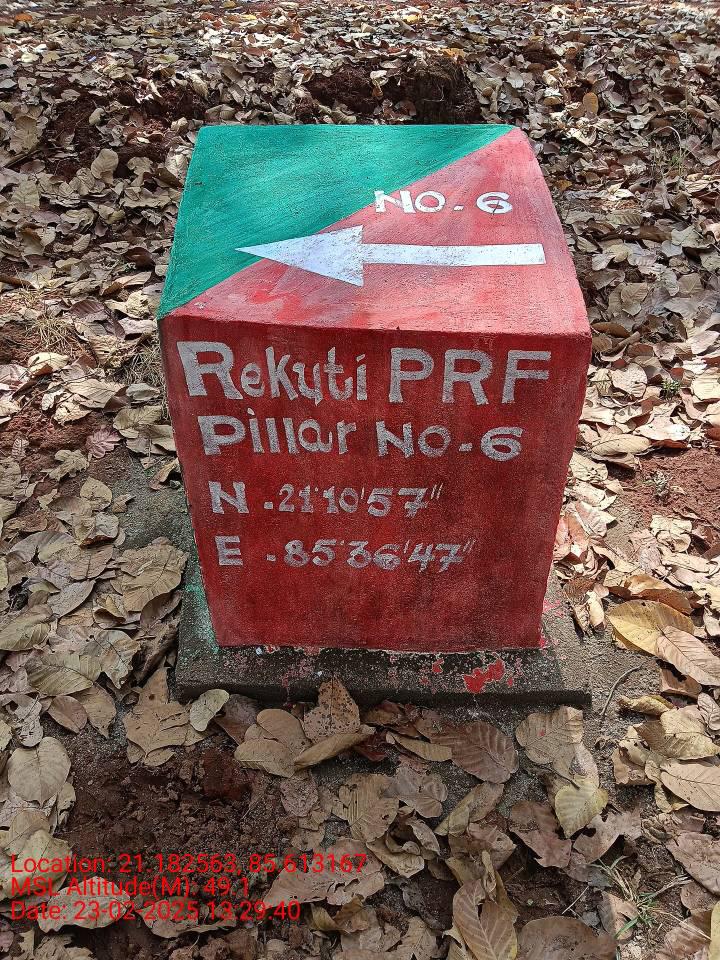 No. 6
Rekuti PRF
Pillar No-6
N .21°10'57"
E .85°36'47"
Location: 21.182563, 85.613167
MSL Altitude(M): 49.1
Date: 23-02-2025 13:29:40